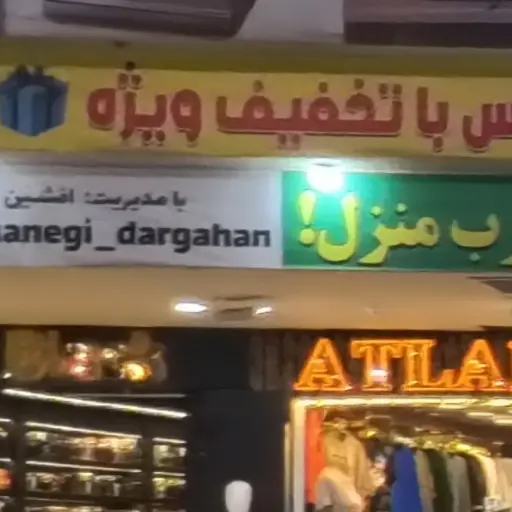 س با تخفیف ویژه
با مدیریت: افشین
anegi_dargahan
ب منزل!
ATLA